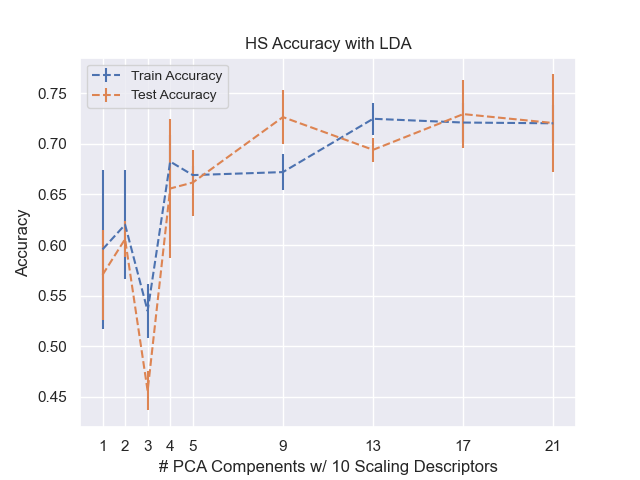 HS Accuracy with LDA
Train Accuracy
Test Accuracy
0.75
0.70
0.65
0.60
0.55
0.50
0.45
Accuracy
1 2 3 4 5 9 13 17 21
# PCA Compenents w/ 10 Scaling Descriptors